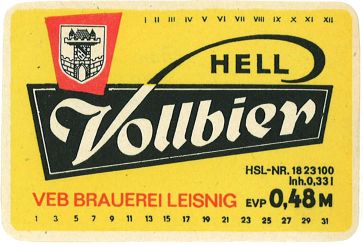 I II III IV V VI VII VIII IX X XI XII
HELL
Vollbier
HSL-NR. 18 23 100
Inh. 0,33 l
VEB BRAUEREI LEISNIG EVP 0,48 M
1 3 5 7 9 11 13 15 17 19 21 23 25 27 29 31